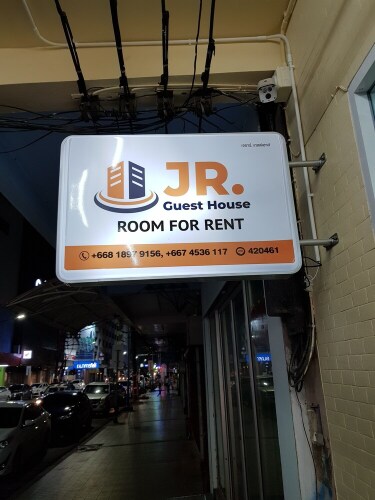 JR.
Guest House
ROOM FOR RENT
+668 1897 9156, +667 4536 117 420461